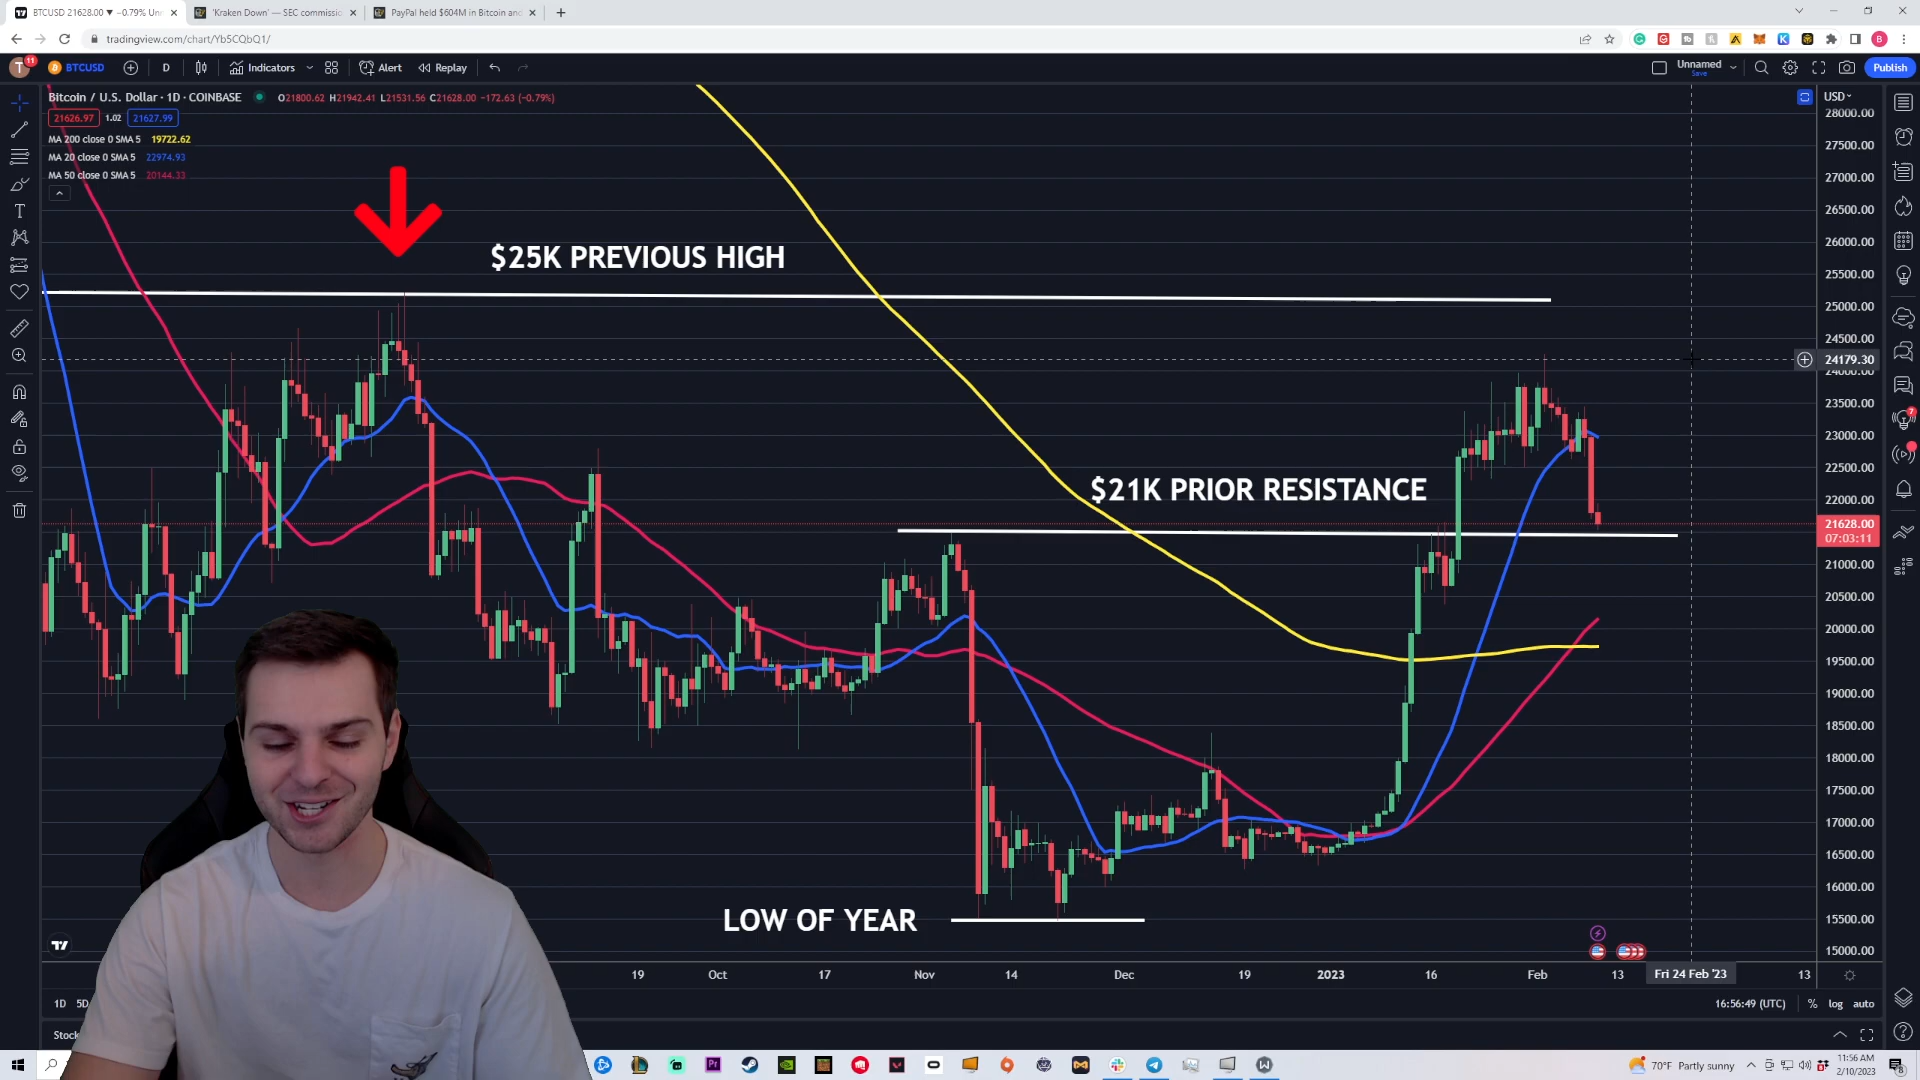 BTCUSD 21628.00 ▼ −0.79% Un
'Kraken Down' — SEC commissi
PayPal held $604M in Bitcoin and
tradingview.com/chart/Yb5CQbQ1/
T 11 BTCUSD D Indicators Alert Replay Unnamed Save Publish
Bitcoin / U.S. Dollar · 1D · COINBASE O21800.62 H21942.41 L21531.56 C21628.00 −172.63 (−0.79%)
21626.97 1.02 21627.99
MA 200 close 0 SMA 5 19722.62
MA 20 close 0 SMA 5 22974.93
MA 50 close 0 SMA 5 20144.33
$25K PREVIOUS HIGH
$21K PRIOR RESISTANCE
LOW OF YEAR
USD
28000.00
27500.00
27000.00
26500.00
26000.00
25500.00
25000.00
24500.00
24179.30
24000.00
23500.00
23000.00
22500.00
22000.00
21628.00
07:03:11
21000.00
20500.00
20000.00
19500.00
19000.00
18500.00
18000.00
17500.00
17000.00
16500.00
16000.00
15500.00
15000.00
19 Oct 17 Nov 14 Dec 19 2023 16 Feb 13 Fri 24 Feb '23 13
1D 5D 16:56:49 (UTC) % log auto
Stock
70°F Partly sunny
11:56 AM
2/10/2023